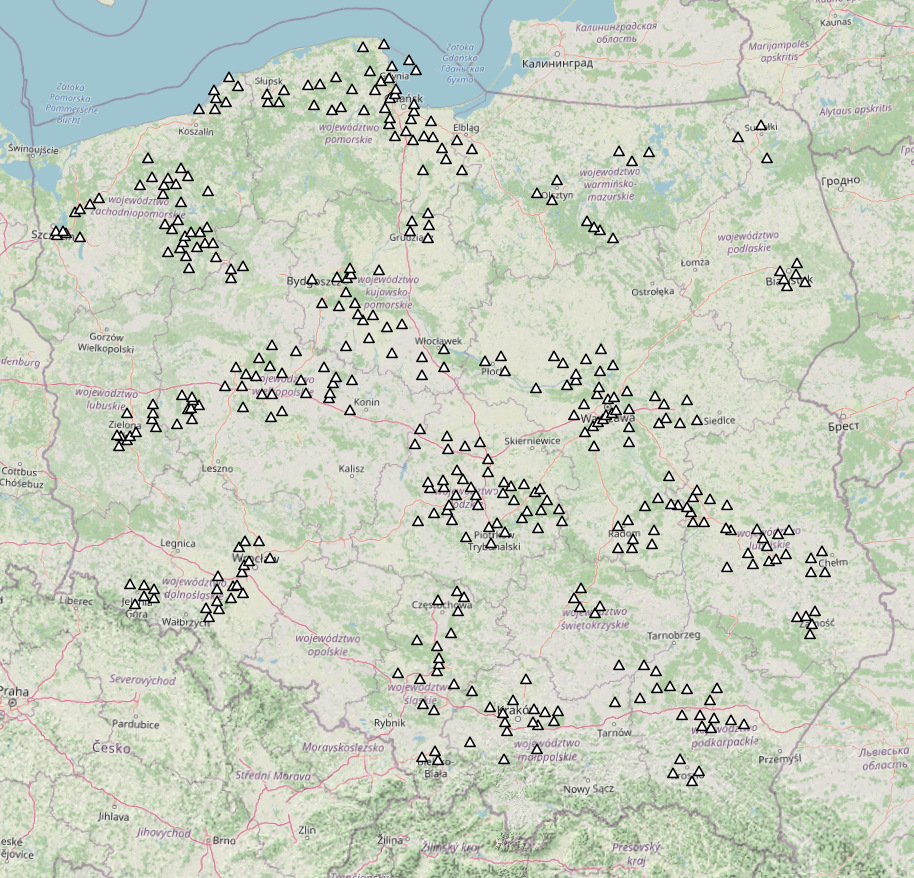 Kaunas
Калининградская
область
Marijampolės
apskritis
Zatoka
Gdańska
Гданьская
бухта
Калининград
Zatoka
Pomorska
Pommersche
Bucht
Słupsk
Gdynia
Gdańsk
Alytaus apskritis
Koszalin
województwo
pomorskie
Elbląg
Suwałki
Świnoujście
Гродно
województwo
warmińsko-
mazurskie
Olsztyn
województwo
zachodniopomorskie
Szczecin
Grudziądz
województwo
podlaskie
Łomża
Białystok
Bydgoszcz
województwo
kujawsko-
pomorskie
Ostrołęka
Gorzów
Wielkopolski
Włocławek
Płock
województwo
lubuskie
województwo
wielkopolskie
Konin
Warszawa
Siedlce
Брест
Zielona
Skierniewice
Cottbus
Chóśebuz
Leszno
Kalisz
województwo
łódzkie
Legnica
Piotrków
Trybunalski
Radom
województwo
lubelskie
Wrocław
Chełm
Liberec
Jelenia
Góra
województwo
dolnośląskie
Wałbrzych
Częstochowa
województwo
świętokrzyskie
Zamość
Tarnobrzeg
województwo
opolskie
Severovýchod
Praha
województwo
śląskie
Kraków
Pardubice
Rybnik
Tarnów
województwo
podkarpackie
Česko
Moravskoslezsko
województwo
małopolskie
Przemyśl
Львівська
область
Bielsko-
Biała
Krosno
Střední Morava
Nowy Sącz
Jihlava
Jihovýchod
Zlín
Brno
Žilina
Žilinský kraj
Prešovský
kraj